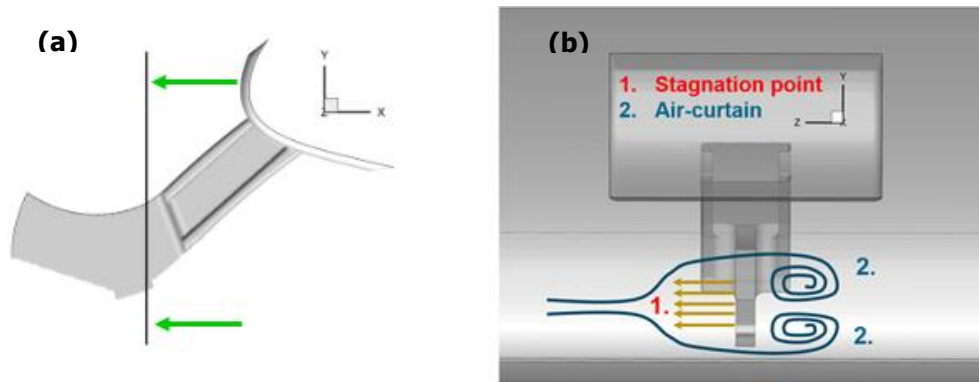 (a)
Y
Z
X
(b)
1. Stagnation point
2. Air-curtain
Y
Z
X
2.
1.
2.